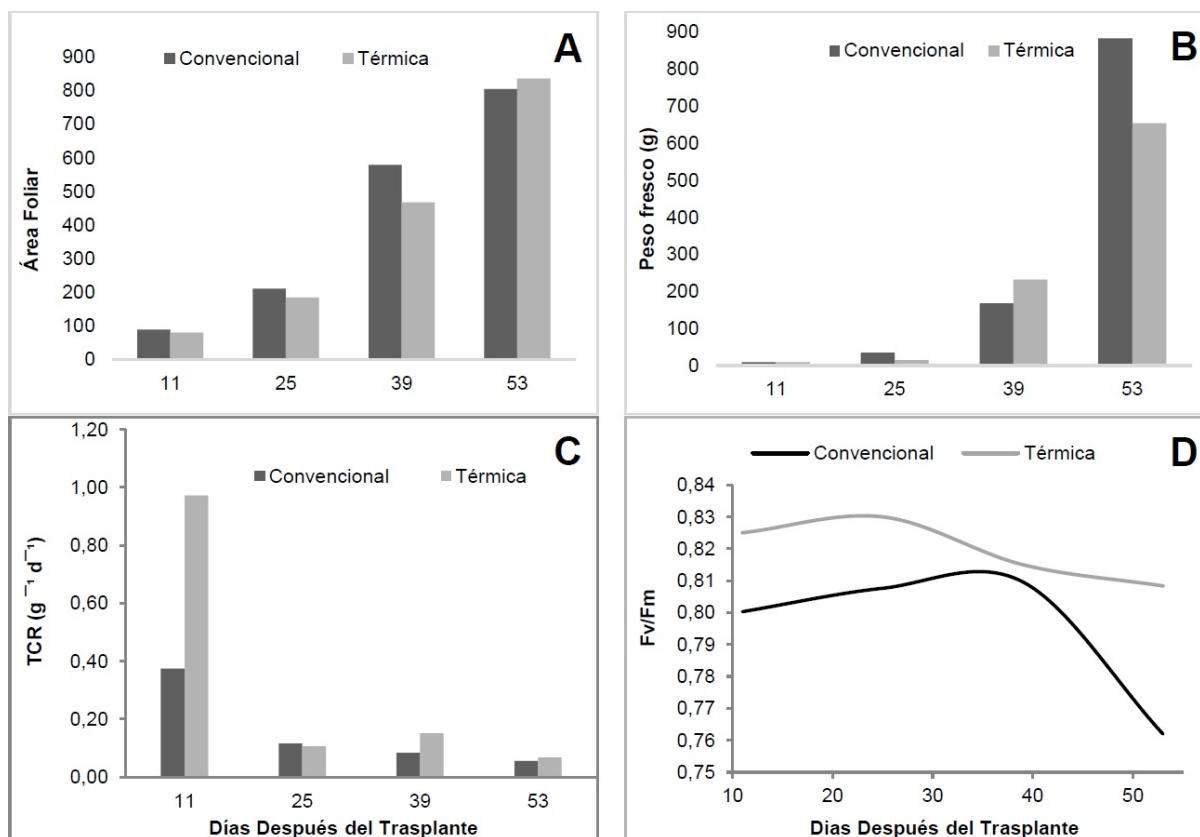 A
Convencional Térmica
900
800
700
600
500
400
300
200
100
0
Área Foliar
11 25 39 53
B
Convencional Térmica
900
800
700
600
500
400
300
200
100
0
Peso fresco (g)
11 25 39 53
C
Convencional Térmica
1,20
1,00
0,80
0,60
0,40
0,20
0,00
TCR (g⁻¹ d⁻¹)
11 25 39 53
Días Después del Trasplante
D
Convencional Térmica
0,84
0,83
0,82
0,81
0,80
0,79
0,78
0,77
0,76
0,75
Fv/Fm
10 20 30 40 50
Días Después del Trasplante